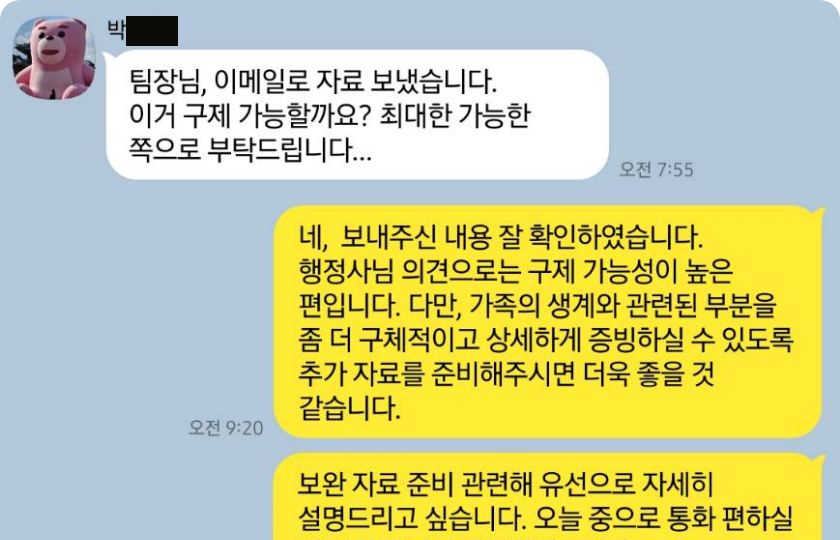 박
팀장님, 이메일로 자료 보냈습니다.
이거 구제 가능할까요? 최대한 가능한
쪽으로 부탁드립니다...
오전 7:55
네, 보내주신 내용 잘 확인하였습니다.
행정사님 의견으로는 구제 가능성이 높은
편입니다. 다만, 가족의 생계와 관련된 부분을
좀 더 구체적이고 상세하게 증빙하실 수 있도록
추가 자료를 준비해주시면 더욱 좋을 것
같습니다.
오전 9:20
보완 자료 준비 관련해 유선으로 자세히
설명드리고 싶습니다. 오늘 중으로 통화 편하실